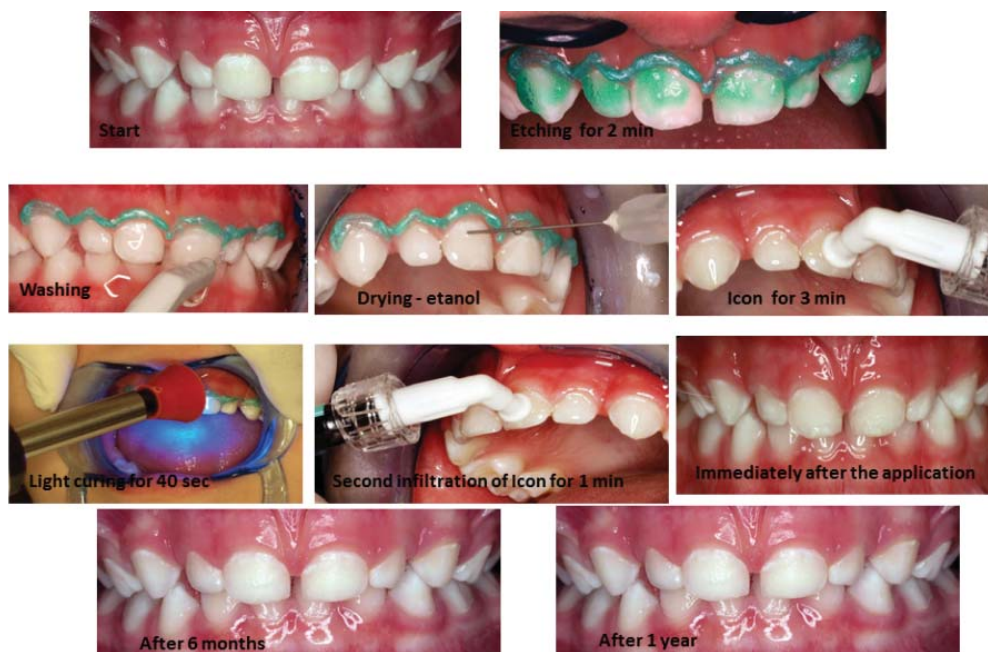 Start
Etching for 2 min
Washing
Drying - etanol
Icon for 3 min
Light curing for 40 sec
Second infiltration of Icon for 1 min
Immediately after the application
After 6 months
After 1 year